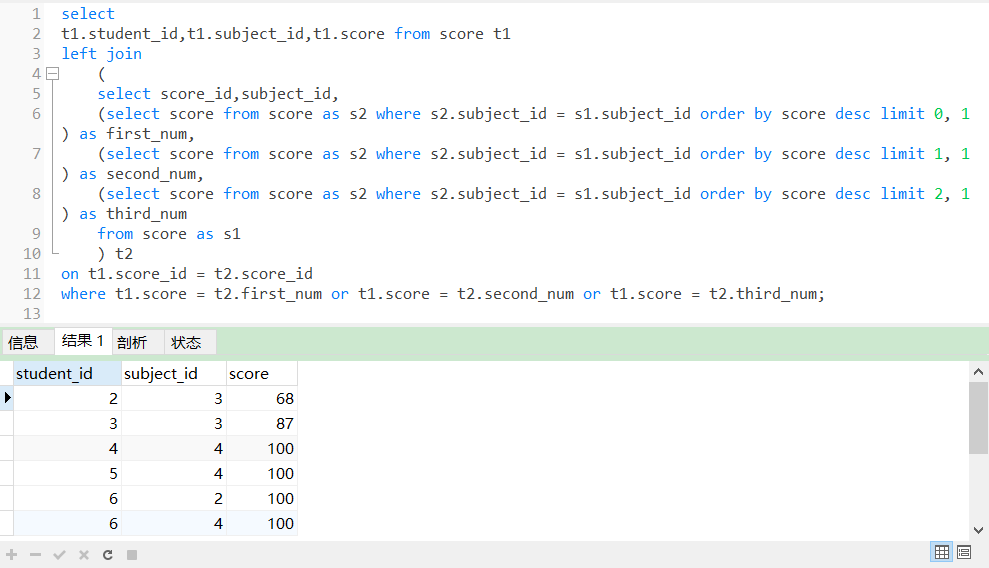 1 select
2 t1.student_id,t1.subject_id,t1.score from score t1
3 left join
4 (
5 select score_id,subject_id,
6 (select score from score as s2 where s2.subject_id = s1.subject_id order by score desc limit 0, 1
) as first_num,
7 (select score from score as s2 where s2.subject_id = s1.subject_id order by score desc limit 1, 1
) as second_num,
8 (select score from score as s2 where s2.subject_id = s1.subject_id order by score desc limit 2, 1
) as third_num
9 from score as s1
10 ) t2
11 on t1.score_id = t2.score_id
12 where t1.score = t2.first_num or t1.score = t2.second_num or t1.score = t2.third_num;
13
信息 结果 1 剖析 状态
student_id subject_id score
2 3 68
3 3 87
4 4 100
5 4 100
6 2 100
6 4 100